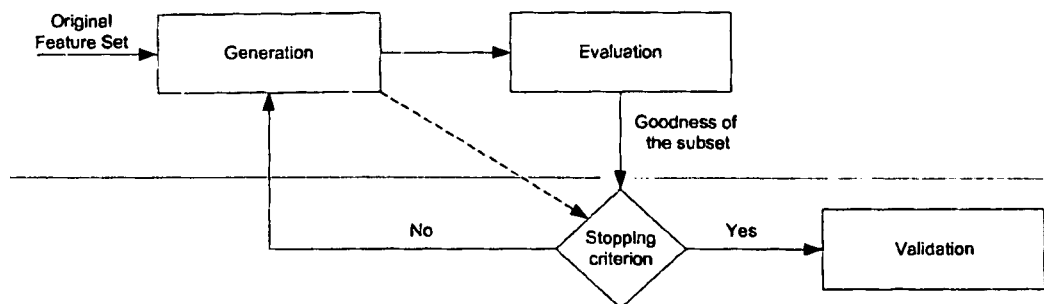 Original
Feature Set
Generation
Evaluation
Goodness of
the subset
No
Stopping
criterion
Yes
Validation